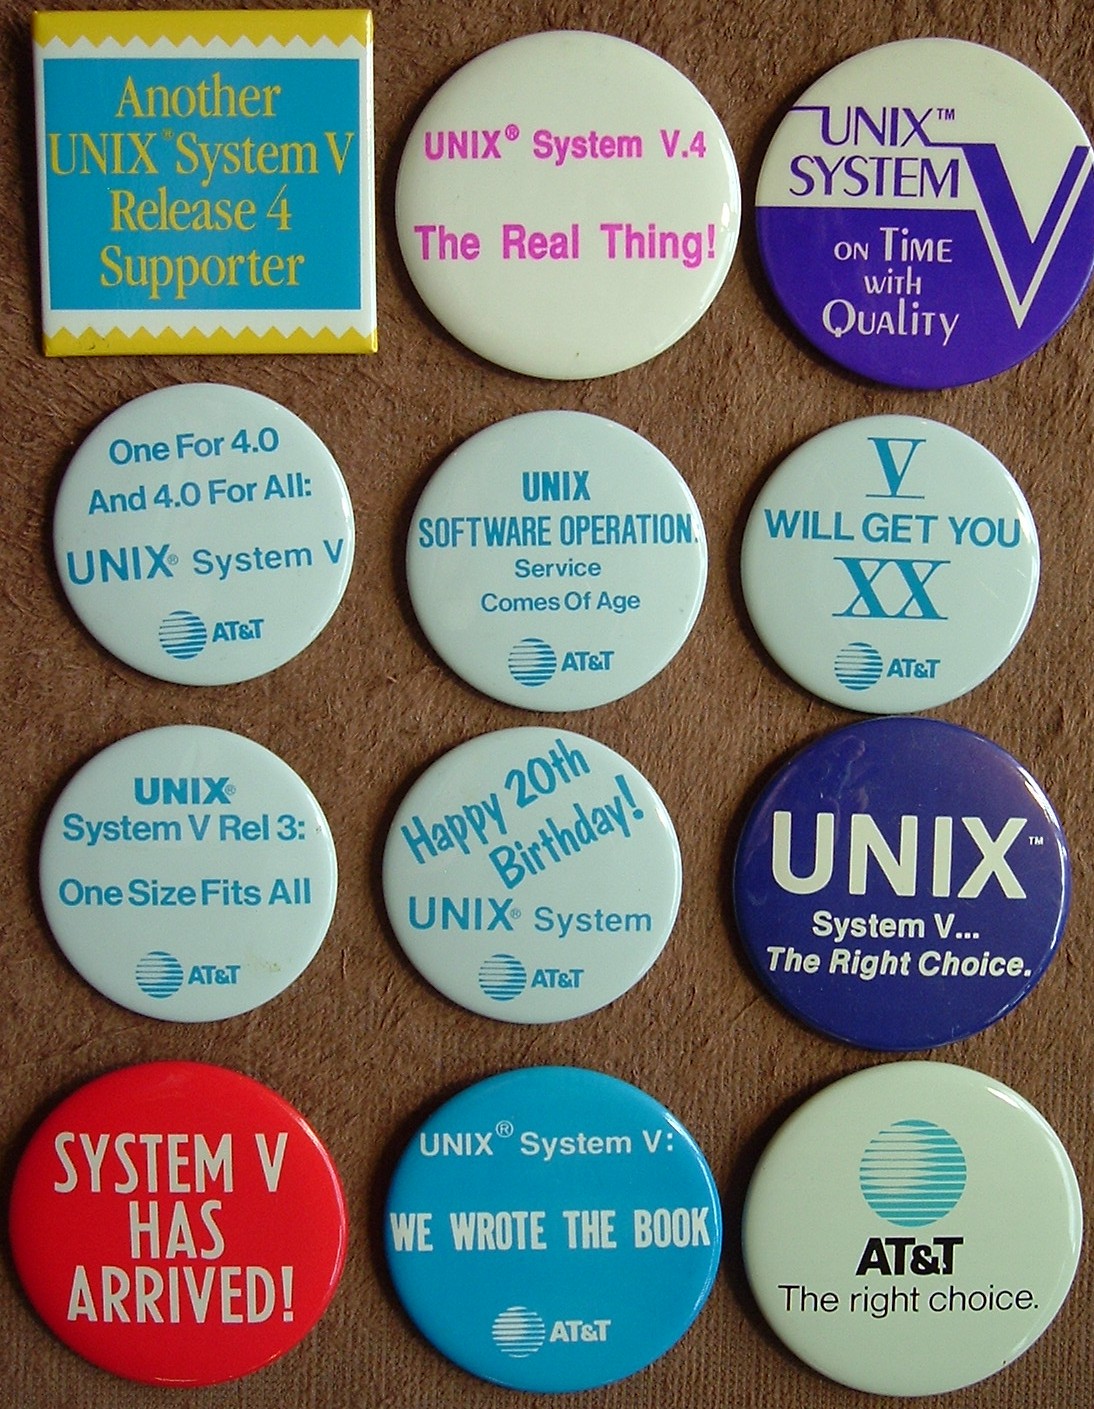 Another
UNIX® System V
Release 4
Supporter
UNIX® System V.4
The Real Thing!
UNIX™
SYSTEM V
ON TIME
WITH
QUALITY
One For 4.0
And 4.0 For All:
UNIX® System V
AT&T
UNIX
SOFTWARE OPERATION:
Service
Comes Of Age
AT&T
V
WILL GET YOU
XX
AT&T
UNIX®
System V Rel 3:
One Size Fits All
AT&T
Happy 20th
Birthday!
UNIX® System
AT&T
UNIX™
System V...
The Right Choice.
SYSTEM V
HAS
ARRIVED!
UNIX® System V:
WE WROTE THE BOOK
AT&T
AT&T
The right choice.